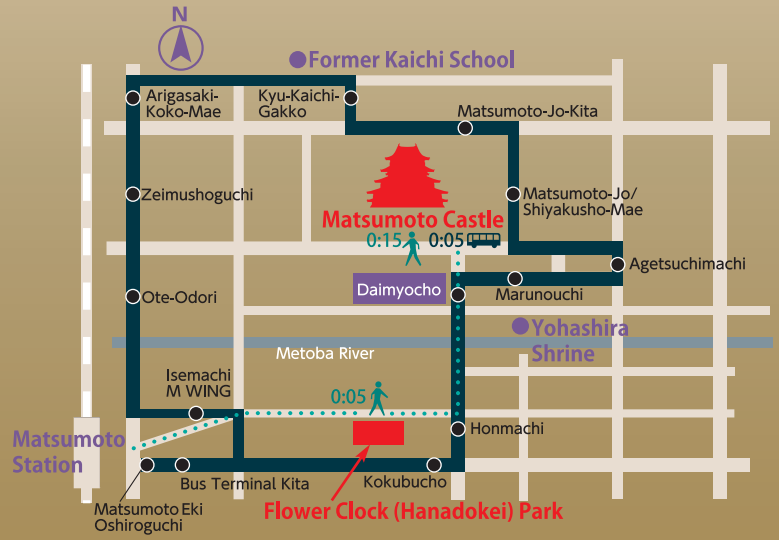 N
Former Kaichi School
Arigasaki-
Koko-Mae
Kyu-Kaichi-
Gakko
Matsumoto-Jo-Kita
Zeimushoguchi
Matsumoto-Jo/
Shiyakusho-Mae
Matsumoto Castle
0:15
0:05
Agetsuchimachi
Daimyocho
Marunouchi
Ote-Odori
Yohashira
Shrine
Metoba River
Isemachi
M WING
0:05
Honmachi
Matsumoto
Station
Bus Terminal Kita
Kokubucho
Matsumoto Eki
Oshiroguchi
Flower Clock (Hanadokei) Park